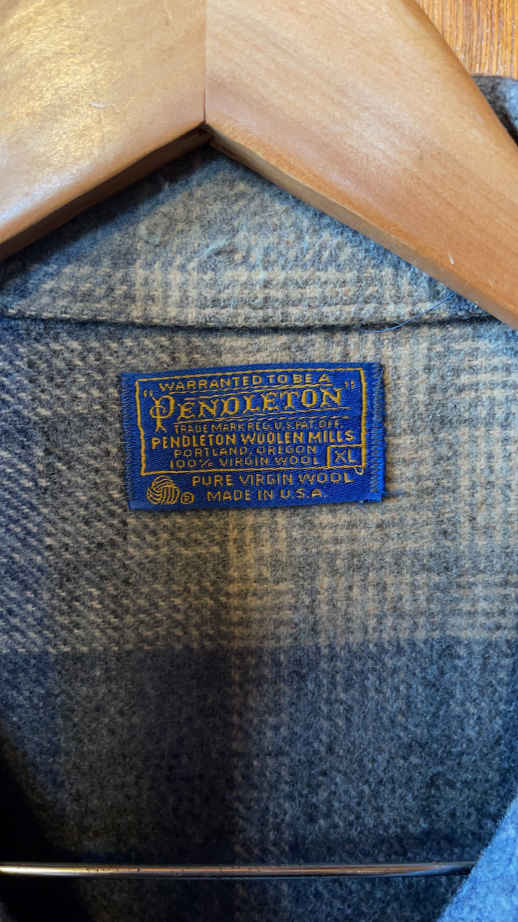 WARRANTED TO BE A
"PENDLETON"
TRADE MARK REG. U.S. PAT. OFF.
PENDLETON WOOLEN MILLS
PORTLAND, OREGON
100% VIRGIN WOOL XL
PURE VIRGIN WOOL
® MADE IN U.S.A.